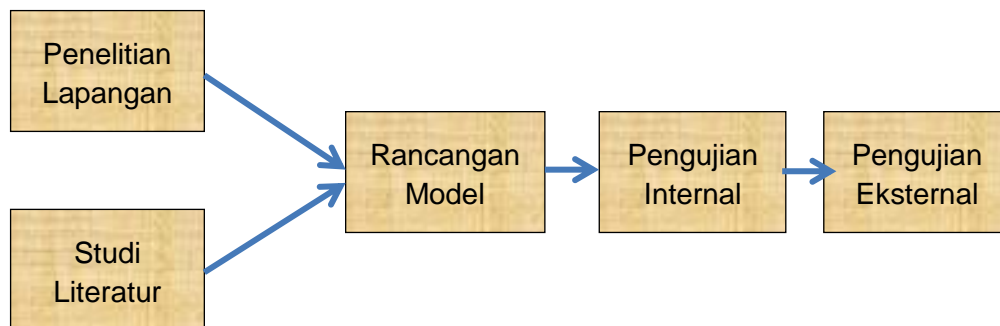 Penelitian
Lapangan
Studi
Literatur
Rancangan
Model
Pengujian
Internal
Pengujian
Eksternal